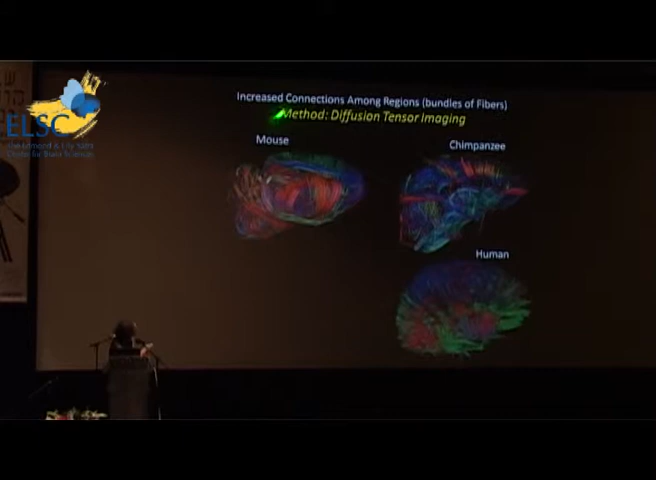 ELSC
Increased Connections Among Regions (bundles of Fibers)
Method: Diffusion Tensor Imaging
Mouse
Chimpanzee
Human